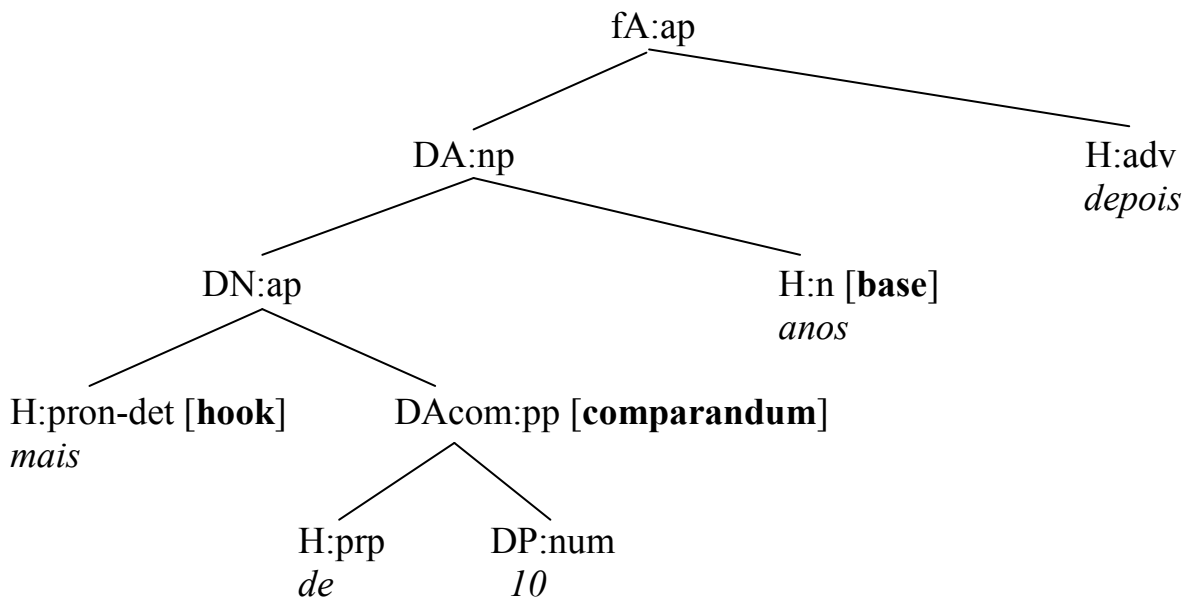 fA:ap
DA:np
H:adv
depois
DN:ap
H:n [base]
anos
H:pron-det [hook]
mais
DAcom:pp [comparandum]
H:prp
de
DP:num
10